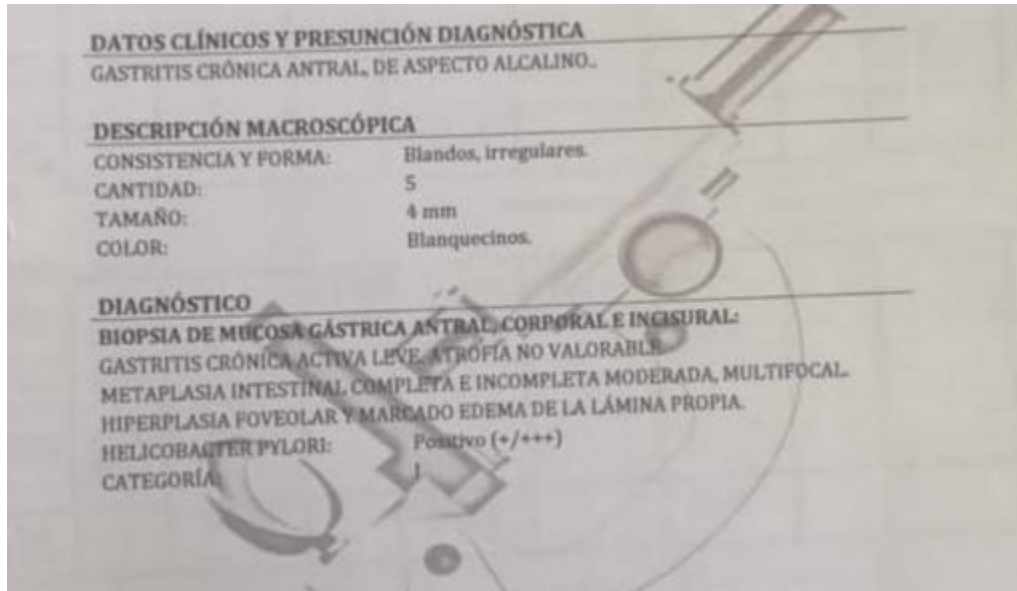 DATOS CLÍNICOS Y PRESUNCIÓN DIAGNÓSTICA
GASTRITIS CRÓNICA ANTRAL, DE ASPECTO ALCALINO..
DESCRIPCIÓN MACROSCÓPICA
CONSISTENCIA Y FORMA: Blandos, irregulares.
CANTIDAD: 5
TAMAÑO: 4 mm
COLOR: Blanquecinos.
DIAGNÓSTICO
BIOPSIA DE MUCOSA GÁSTRICA ANTRAL, CORPORAL E INCISURAL:
GASTRITIS CRÓNICA ACTIVA LEVE, ATROFÍA NO VALORABLE.
METAPLASIA INTESTINAL COMPLETA E INCOMPLETA MODERADA, MULTIFOCAL.
HIPERPLASIA FOVEOLAR Y MARCADO EDEMA DE LA LÁMINA PROPIA.
HELICOBACTER PYLORI: Positivo (+/+++)
CATEGORÍA: I